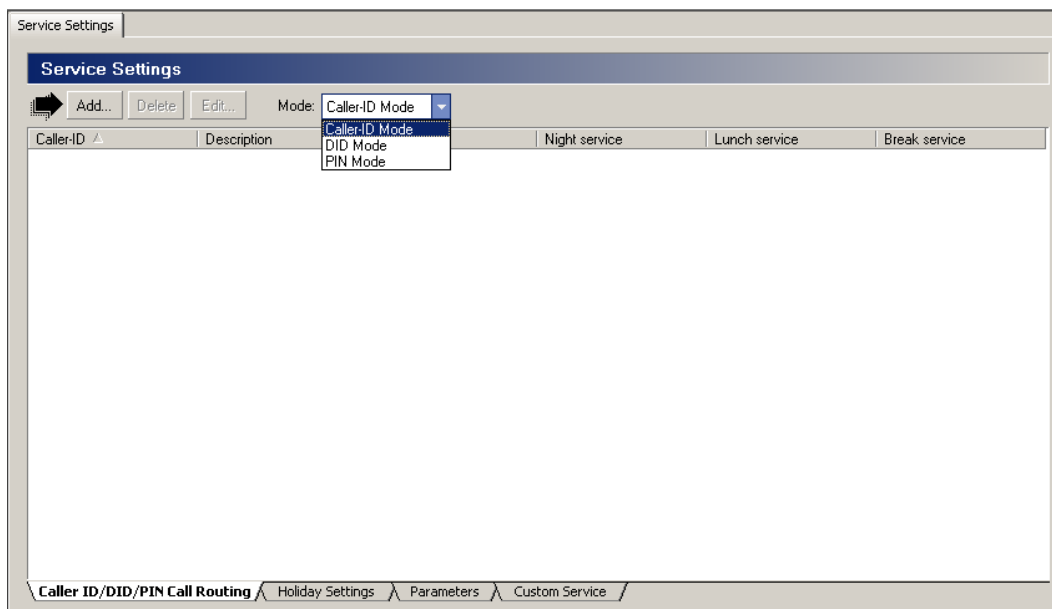 Service Settings
Service Settings
Add... Delete Edit... Mode: Caller-ID Mode
Caller-ID Description Night service Lunch service Break service
Caller-ID Mode
DID Mode
PIN Mode
Caller ID/DID/PIN Call Routing Holiday Settings Parameters Custom Service